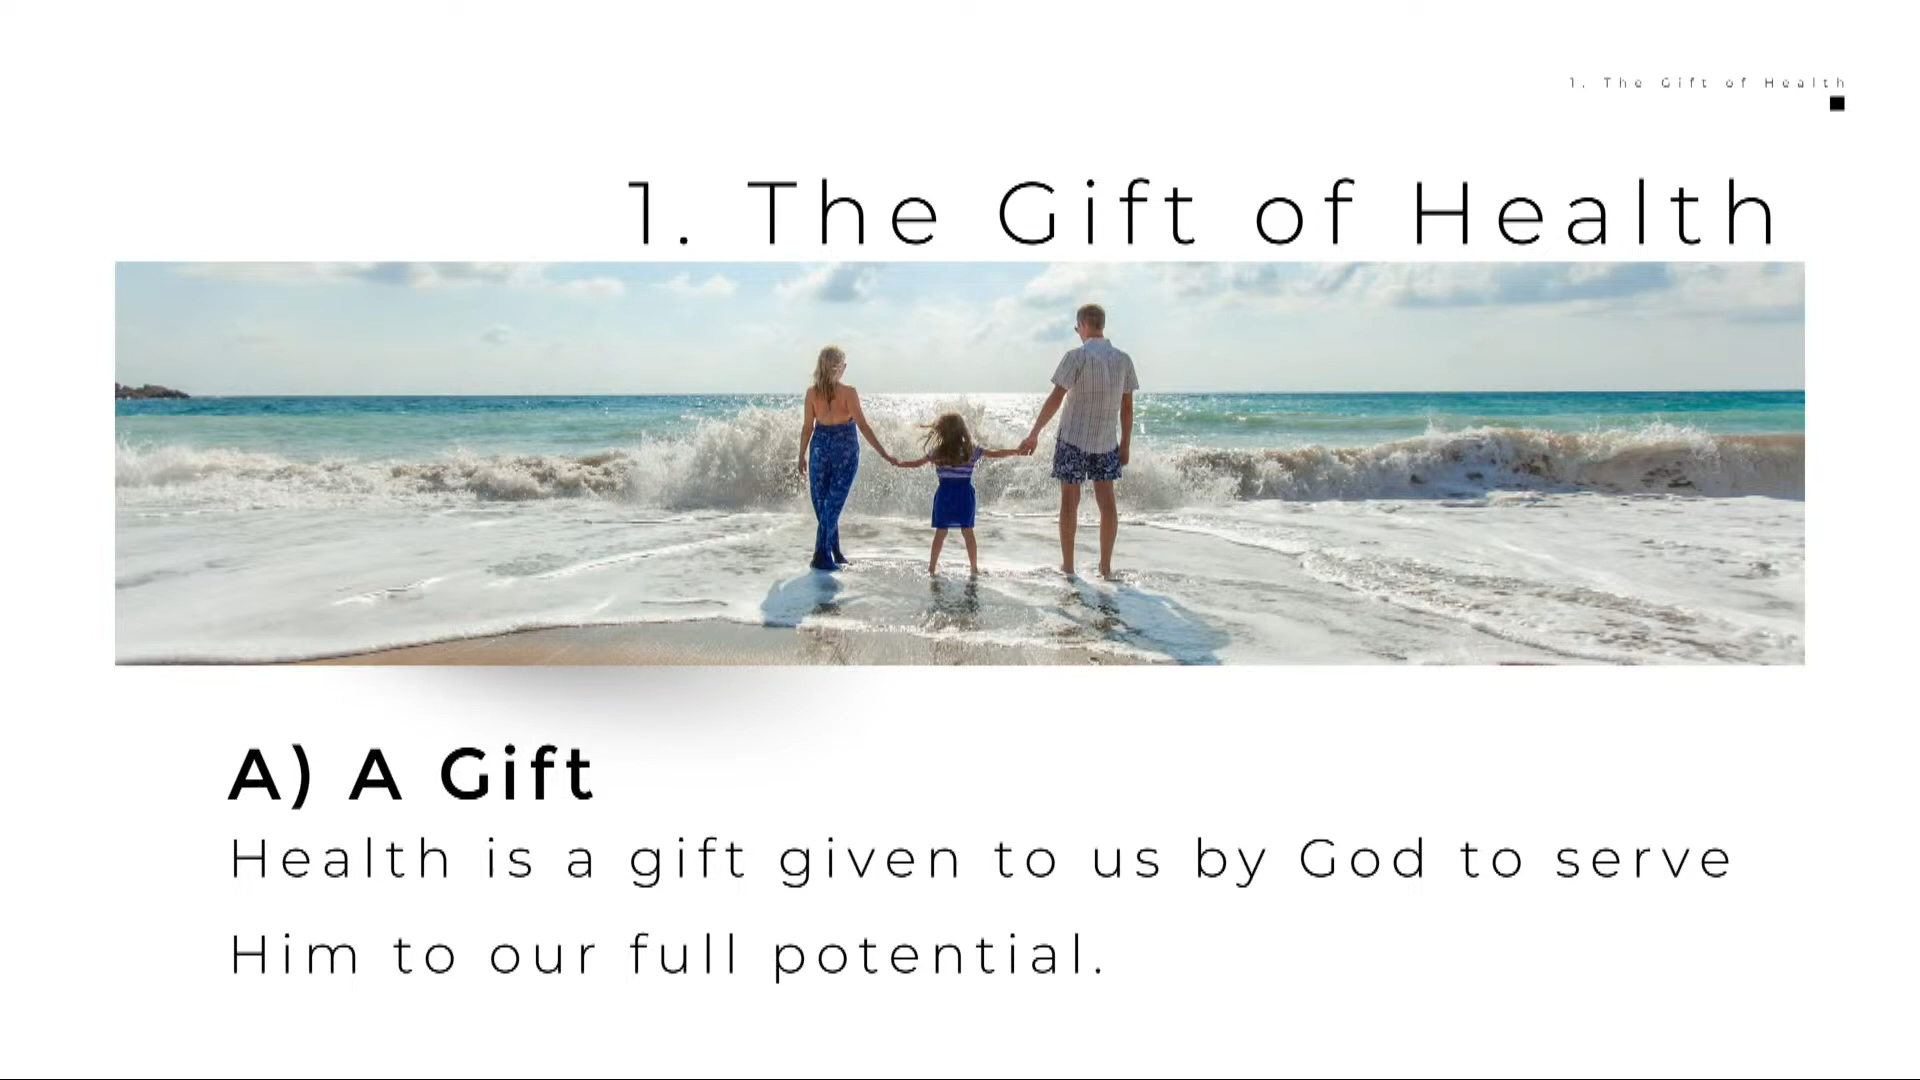 1. The Gift of Health
1. The Gift of Health
A) A Gift
Health is a gift given to us by God to serve
Him to our full potential.